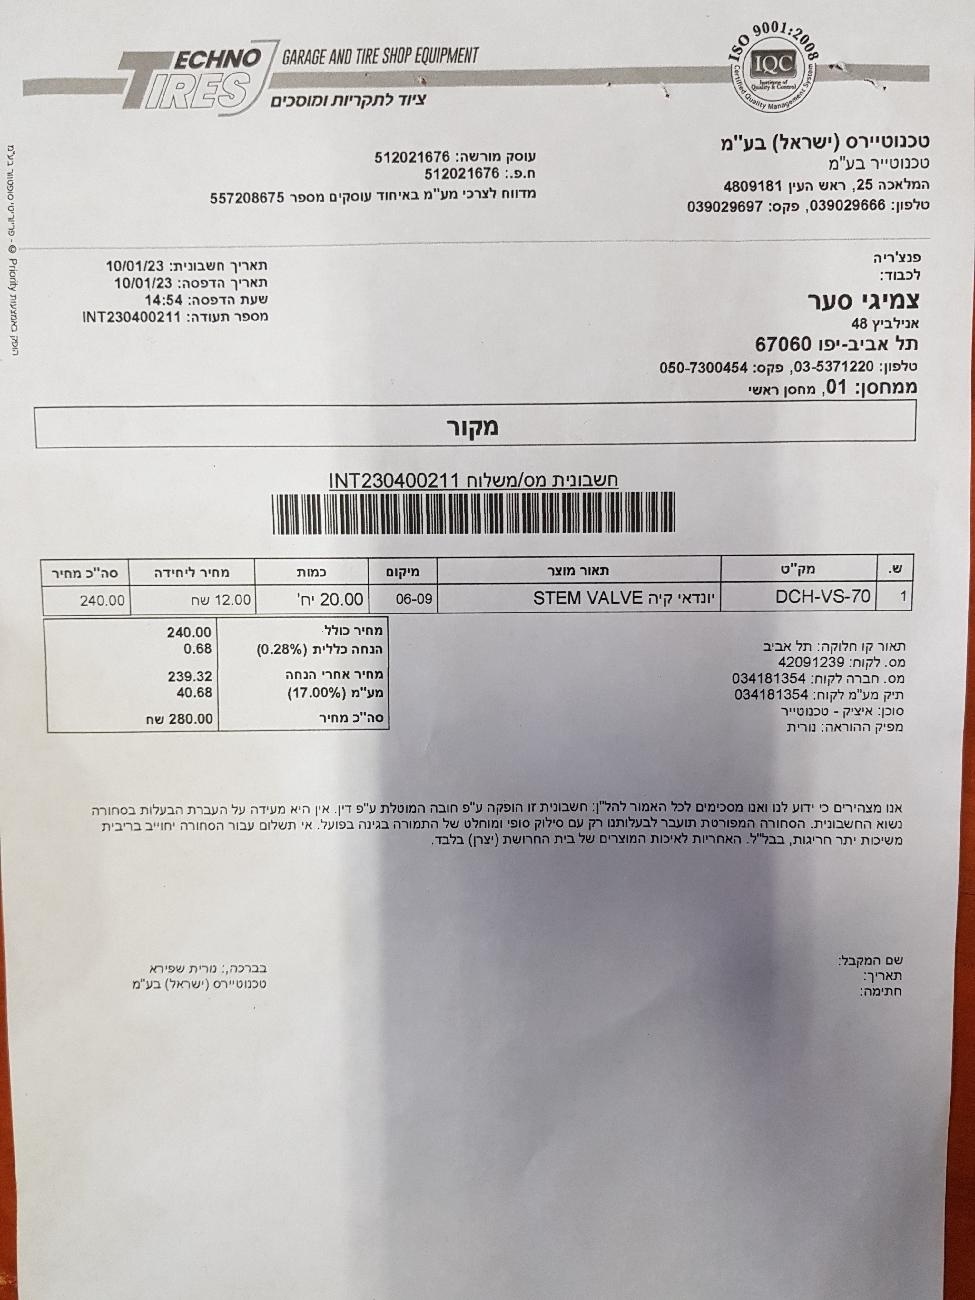 TECHNO TIRES
GARAGE AND TIRE SHOP EQUIPMENT
ציוד לתקריות ומוסכים
ISO 9001:2008
IQC
Institute of
Quality & Control
Certified Quality Management System
טכנוטיירס (ישראל) בע"מ
טכנוטייר בע"מ
המלאכה 25, ראש העין 4809181
טלפון: 039029666, פקס: 039029697
עוסק מורשה: 512021676
ח.פ.: 512021676
מדווח לצרכי מע"מ באיחוד עוסקים מספר 557208675
הופק באמצעות Priority © - פריוריטי סופטוור בע"מ
פנצ'ריה
לכבוד:
צמיגי סער
אנילביץ 48
תל אביב-יפו 67060
טלפון: 03-5371220, פקס: 050-7300454
ממחסן: 01, מחסן ראשי
תאריך חשבונית: 10/01/23
תאריך הדפסה: 10/01/23
שעת הדפסה: 14:54
מספר תעודה: INT230400211
מקור
חשבונית מס/משלוח INT230400211
ש. מק"ט תאור מוצר מיקום כמות מחיר ליחידה סה"כ מחיר
1 DCH-VS-70 יונדאי קיה STEM VALVE 06-09 20.00 יח' 12.00 שח 240.00
מחיר כולל 240.00
הנחה כללית (0.28%) 0.68
מחיר אחרי הנחה 239.32
מע"מ (17.00%) 40.68
סה"כ מחיר 280.00 שח
תאור קו חלוקה: תל אביב
מס. לקוח: 42091239
מס. חברה לקוח: 034181354
תיק מע"מ לקוח: 034181354
סוכן: איציק - טכנוטייר
מפיק ההוראה: נורית
אנו מצהירים כי ידוע לנו ואנו מסכימים לכל האמור להל"ן: חשבונית זו הופקה ע"פ חובה המוטלת ע"פ דין. אין היא מעידה על העברת הבעלות בסחורה
נשוא החשבונית. הסחורה המפורטת תועבר לבעלותנו רק עם סילוק סופי ומוחלט של התמורה בגינה בפועל. אי תשלום עבור הסחורה יחוייב בריבית
משיכות יתר חריגות, בבל"ל. האחריות לאיכות המוצרים של בית החרושת (יצרן) בלבד.
שם המקבל:
תאריך:
חתימה:
בברכה,: נורית שפירא
טכנוטיירס (ישראל) בע"מ